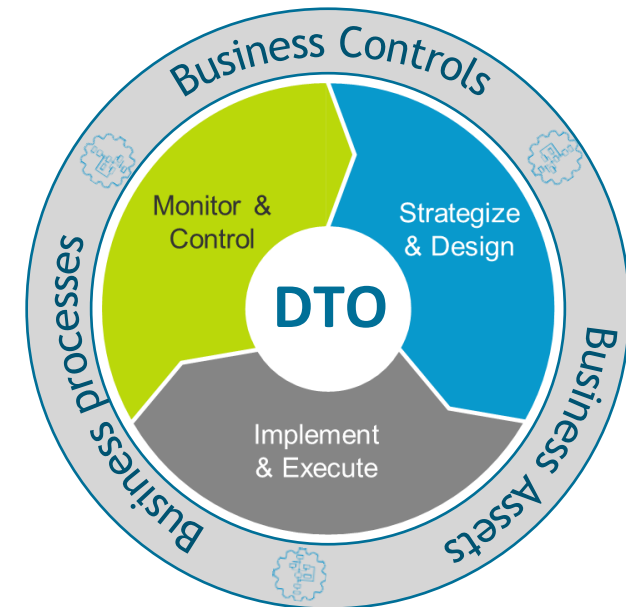 Business Controls
Monitor &
Control
Strategize
& Design
DTO
Implement
& Execute
Business processes
Business Assets